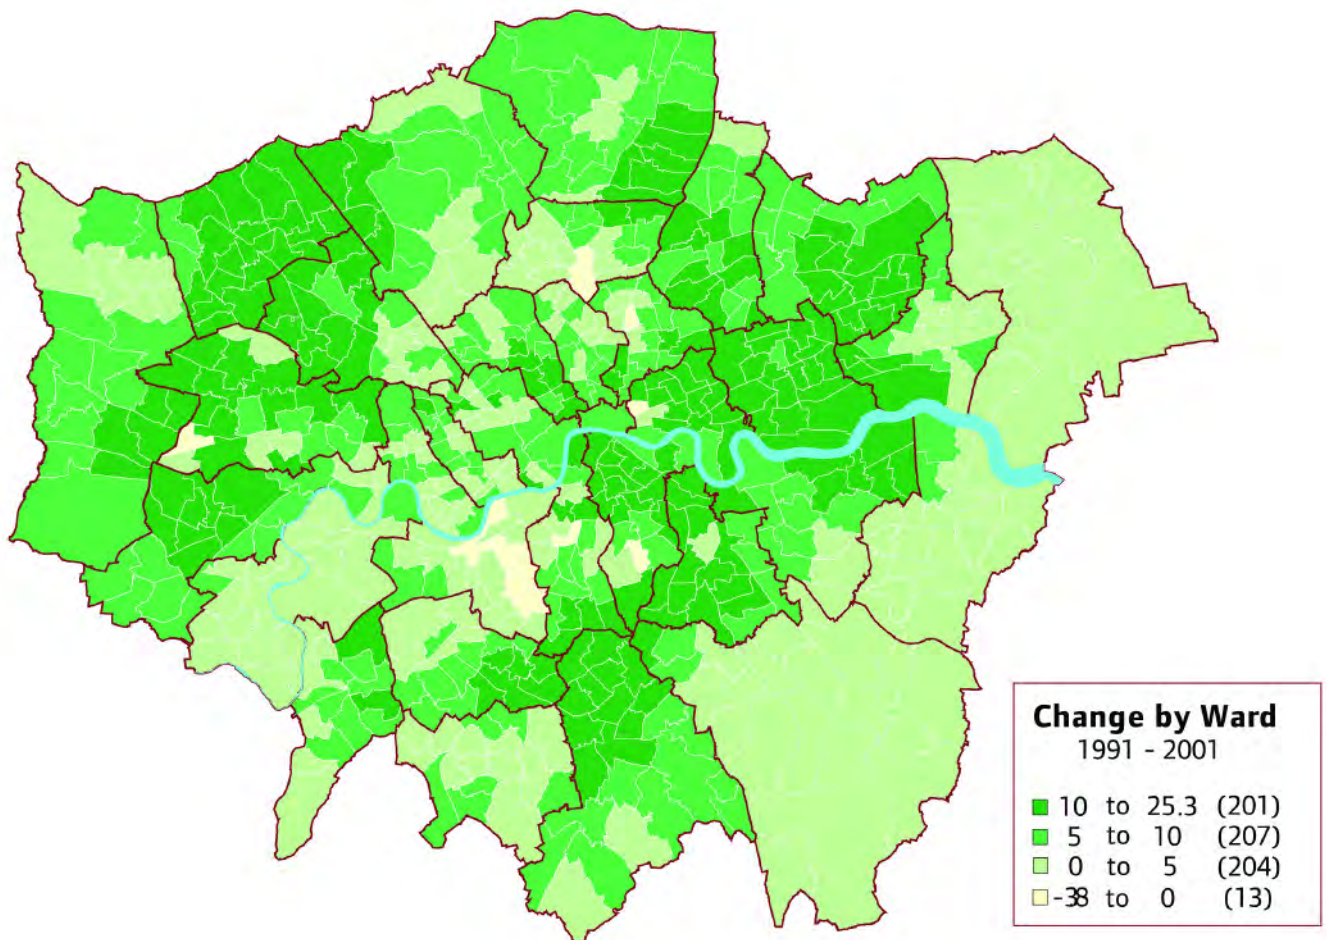 Change by Ward
1991 - 2001
10 to 25.3 (201)
5 to 10 (207)
0 to 5 (204)
-38 to 0 (13)